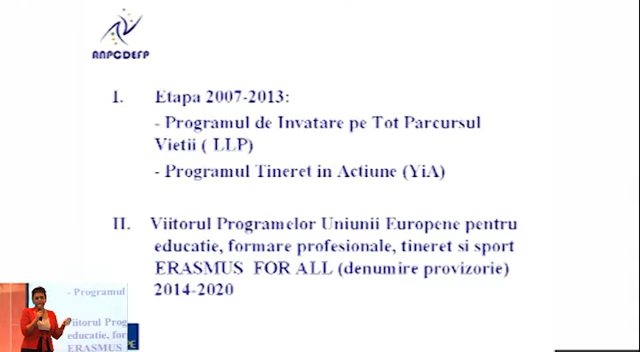 ANPCDEFP
I. Etapa 2007-2013:
- Programul de Invatare pe Tot Parcursul
Vietii ( LLP)
- Programul Tineret in Actiune (YiA)
II. Viitorul Programelor Uniunii Europene pentru
educatie, formare profesionale, tineret si sport
ERASMUS FOR ALL (denumire provizorie)
2014-2020
- Programul
Viitorul Prog
educatie, for
ERASMUS